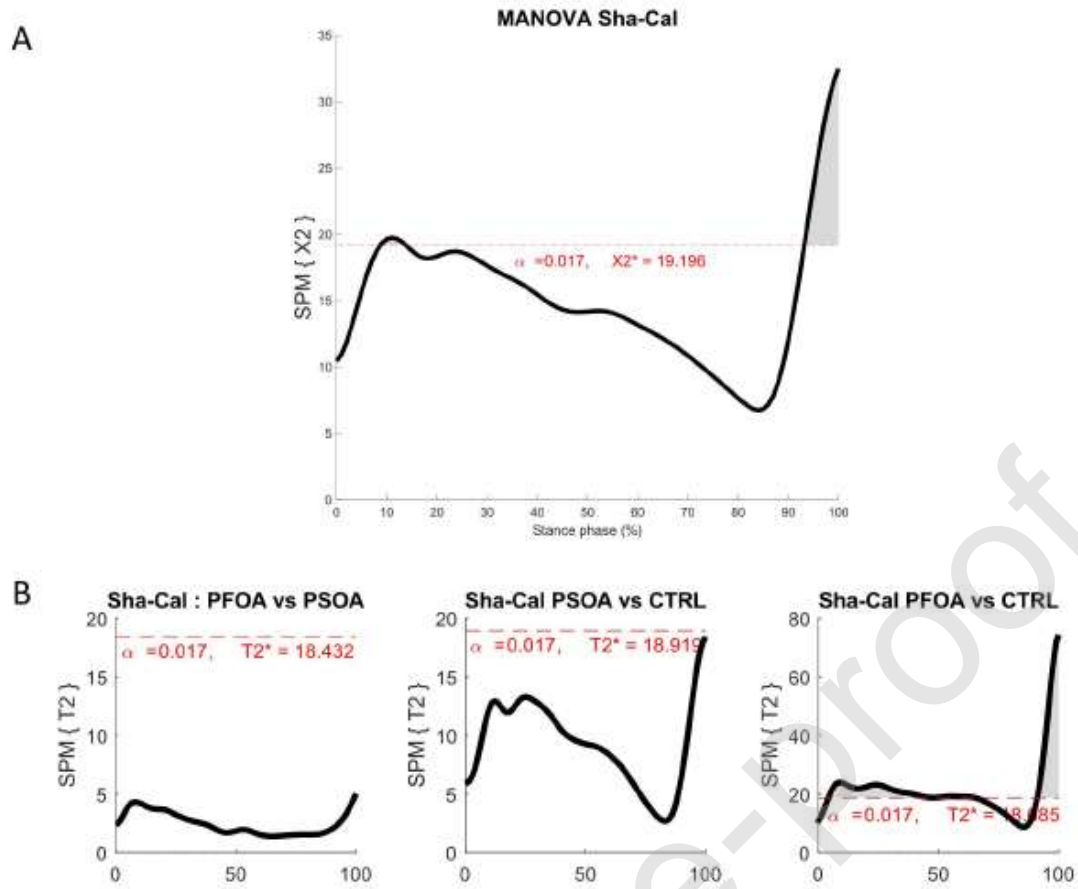 A
MANOVA Sha-Cal
35
30
25
20
15
10
5
0
SPM { X2 }
α =0.017, X2* = 19.196
0 10 20 30 40 50 60 70 80 90 100
Stance phase (%)
B
Sha-Cal : PFOA vs PSOA
20
15
10
5
0
SPM { T2 }
α =0.017, T2* = 18.432
0 50 100
Sha-Cal PSOA vs CTRL
20
15
10
5
0
SPM { T2 }
α =0.017, T2* = 18.919
0 50 100
Sha-Cal PFOA vs CTRL
80
60
40
20
0
SPM { T2 }
α =0.017, T2* = 18.685
0 50 100
e-proof